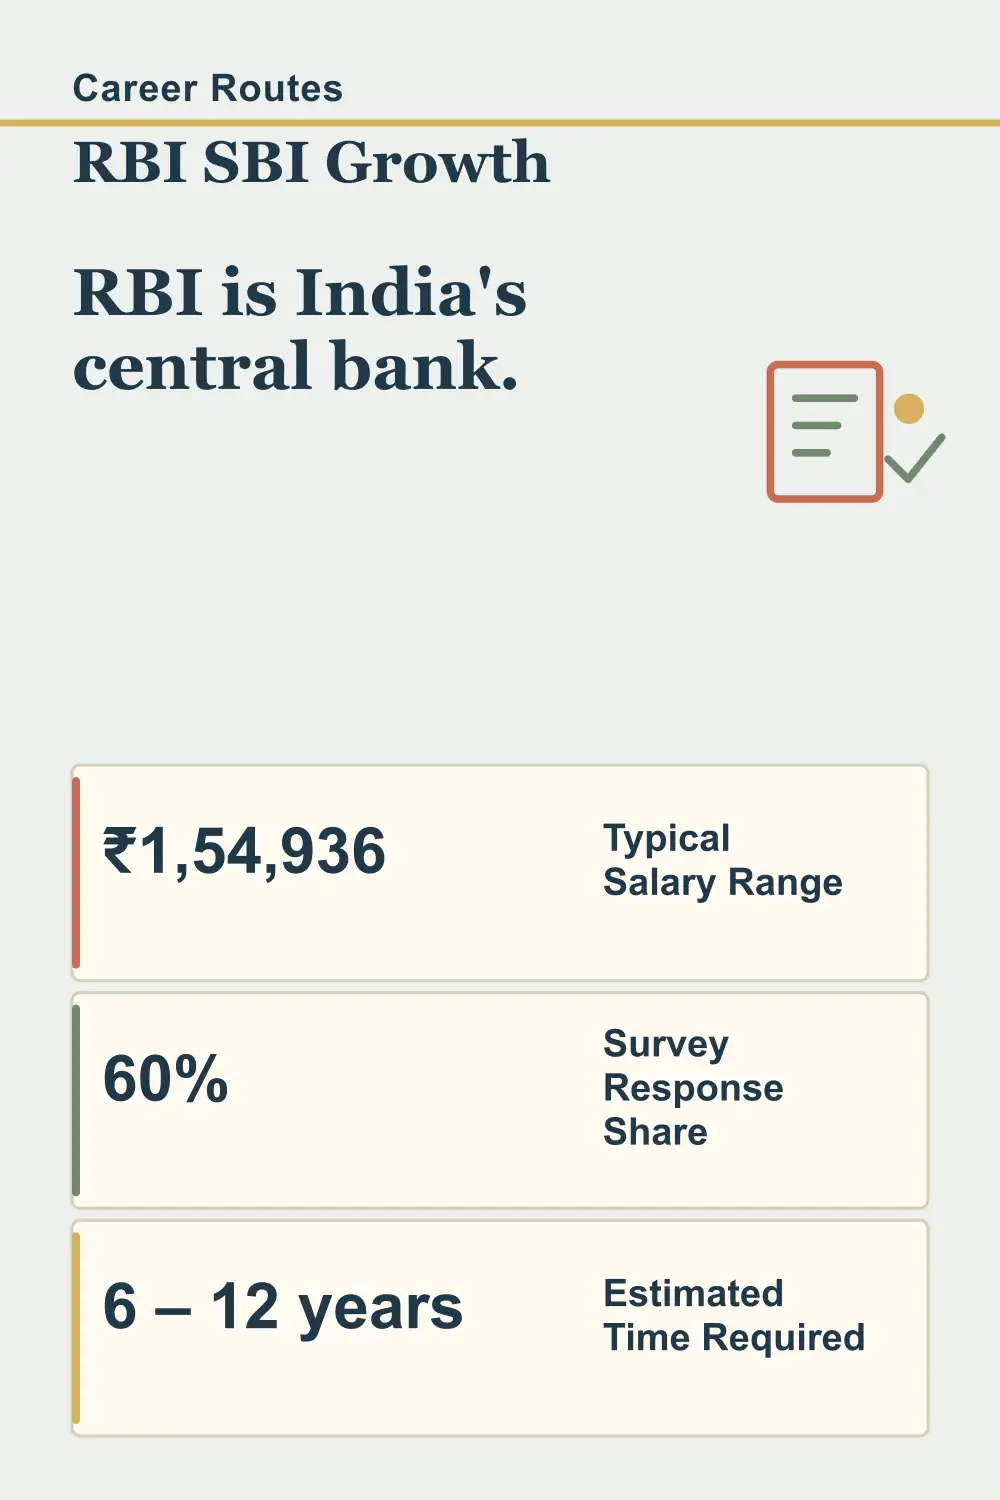 Career Routes
RBI SBI Growth
RBI is India's
central bank.
₹1,54,936
Typical
Salary Range
60%
Survey
Response
Share
6 – 12 years
Estimated
Time Required